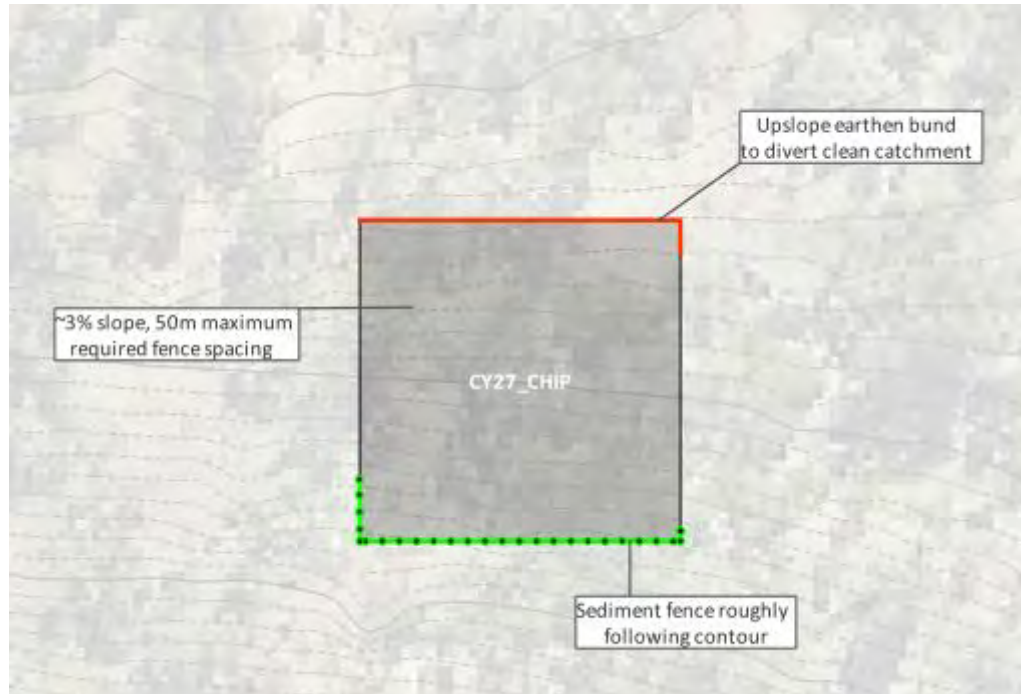 Upslope earthen bund
to divert clean catchment
~3% slope, 50m maximum
required fence spacing
CY27_CHIP
Sediment fence roughly
following contour